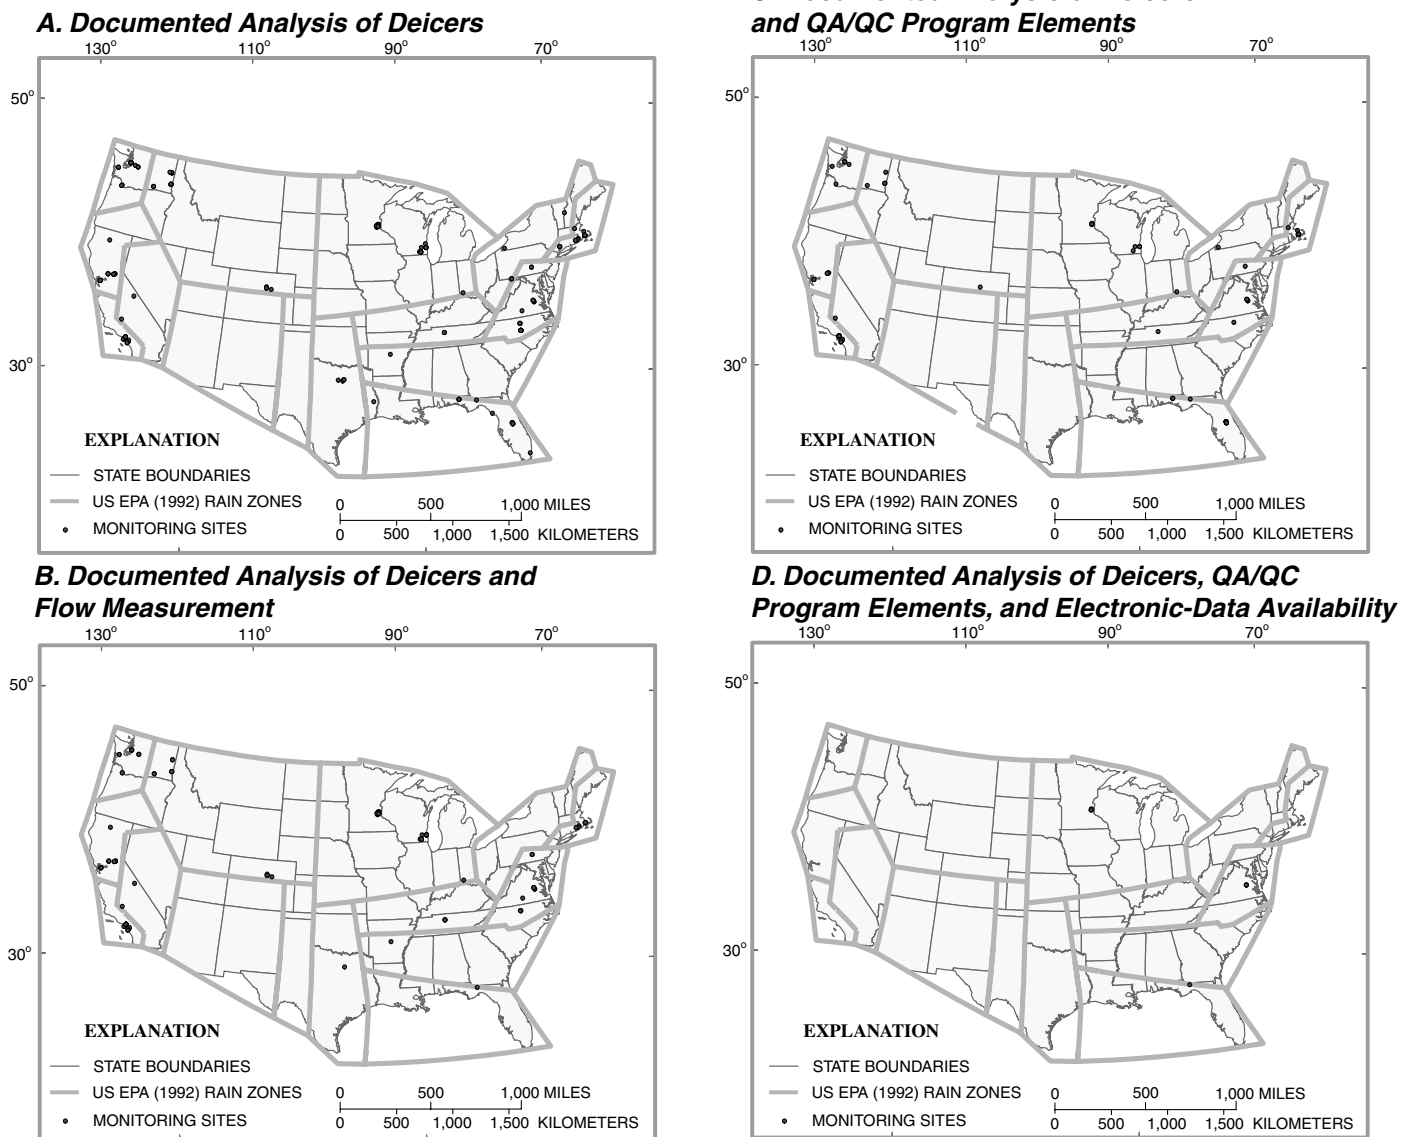 A. Documented Analysis of Deicers
130° 110° 90° 70°
50°
30°
EXPLANATION
STATE BOUNDARIES
US EPA (1992) RAIN ZONES
MONITORING SITES
0 500 1,000 MILES
0 500 1,000 1,500 KILOMETERS
and QA/QC Program Elements
130° 110° 90° 70°
50°
30°
EXPLANATION
STATE BOUNDARIES
US EPA (1992) RAIN ZONES
MONITORING SITES
0 500 1,000 MILES
0 500 1,000 1,500 KILOMETERS
B. Documented Analysis of Deicers and
Flow Measurement
130° 110° 90° 70°
50°
30°
EXPLANATION
STATE BOUNDARIES
US EPA (1992) RAIN ZONES
MONITORING SITES
0 500 1,000 MILES
0 500 1,000 1,500 KILOMETERS
D. Documented Analysis of Deicers, QA/QC
Program Elements, and Electronic-Data Availability
130° 110° 90° 70°
50°
30°
EXPLANATION
STATE BOUNDARIES
US EPA (1992) RAIN ZONES
MONITORING SITES
0 500 1,000 MILES
0 500 1,000 1,500 KILOMETERS